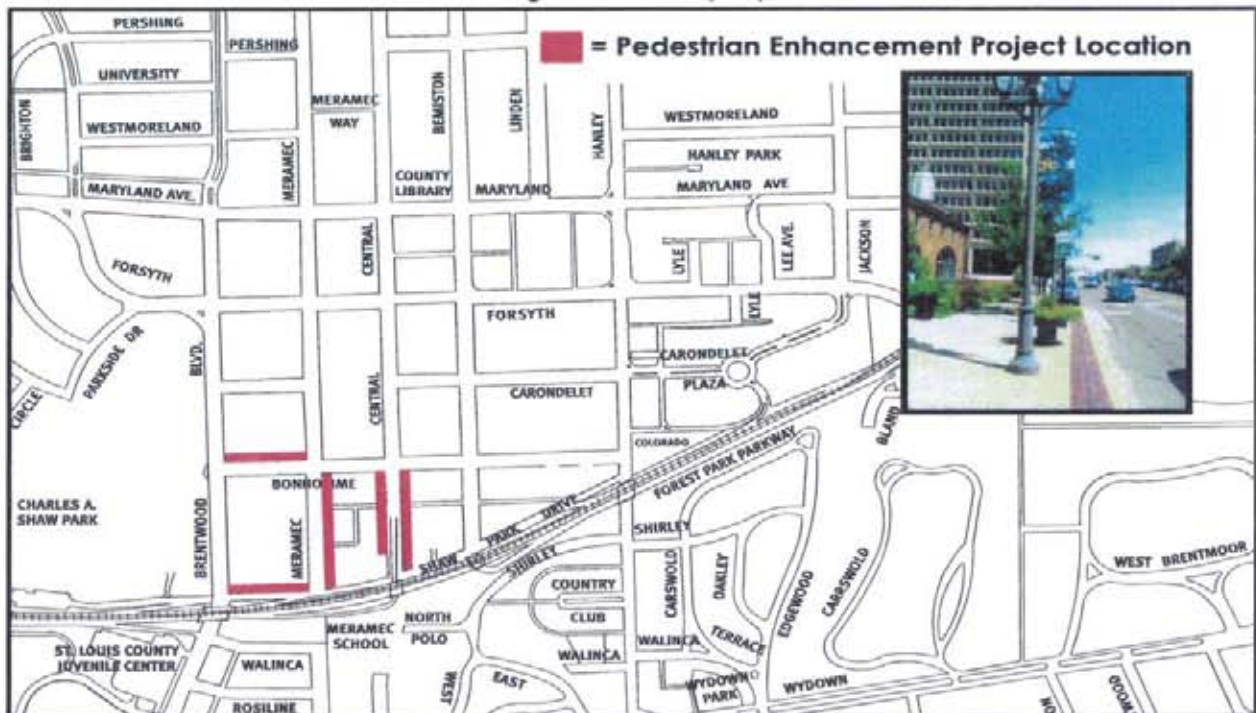 = Pedestrian Enhancement Project Location
PERSHING
PERSHING
UNIVERSITY
MERAMEC
WAY
BEMISTON
LINDEN
HANLEY
WESTMORELAND
BRIGHTON
WESTMORELAND
MERAMEC
HANLEY PARK
COUNTY
LIBRARY
MARYLAND
MARYLAND AVE
MARYLAND AVE.
FORSYTH
CENTRAL
LYLE
LEE AVE.
JACKSON
LYLE
FORSYTH
PARKSIDE DR
BLVD.
CARONDELET
PLAZA
CIRCLE
CENTRAL
CARONDELET
BLAND
COLORADO
FOREST PARK PARKWAY
BONHOMME
CHARLES A.
SHAW PARK
BRENTWOOD
MERAMEC
SHAW PARK DRIVE
SHIRLEY
SHIRLEY
COUNTRY
CLUB
CARSWOLD
OAKLEY
EDGEWOOD
CARRSWOLD
WEST BRENTMOOR
MERAMEC
SCHOOL
NORTH
POLO
WALINCA
TERRACE
ST. LOUIS COUNTY
JUVENILE CENTER
WALINCA
WALINCA
WEST
EAST
WYDOWN
PARK
WYDOWN
ROSILINE